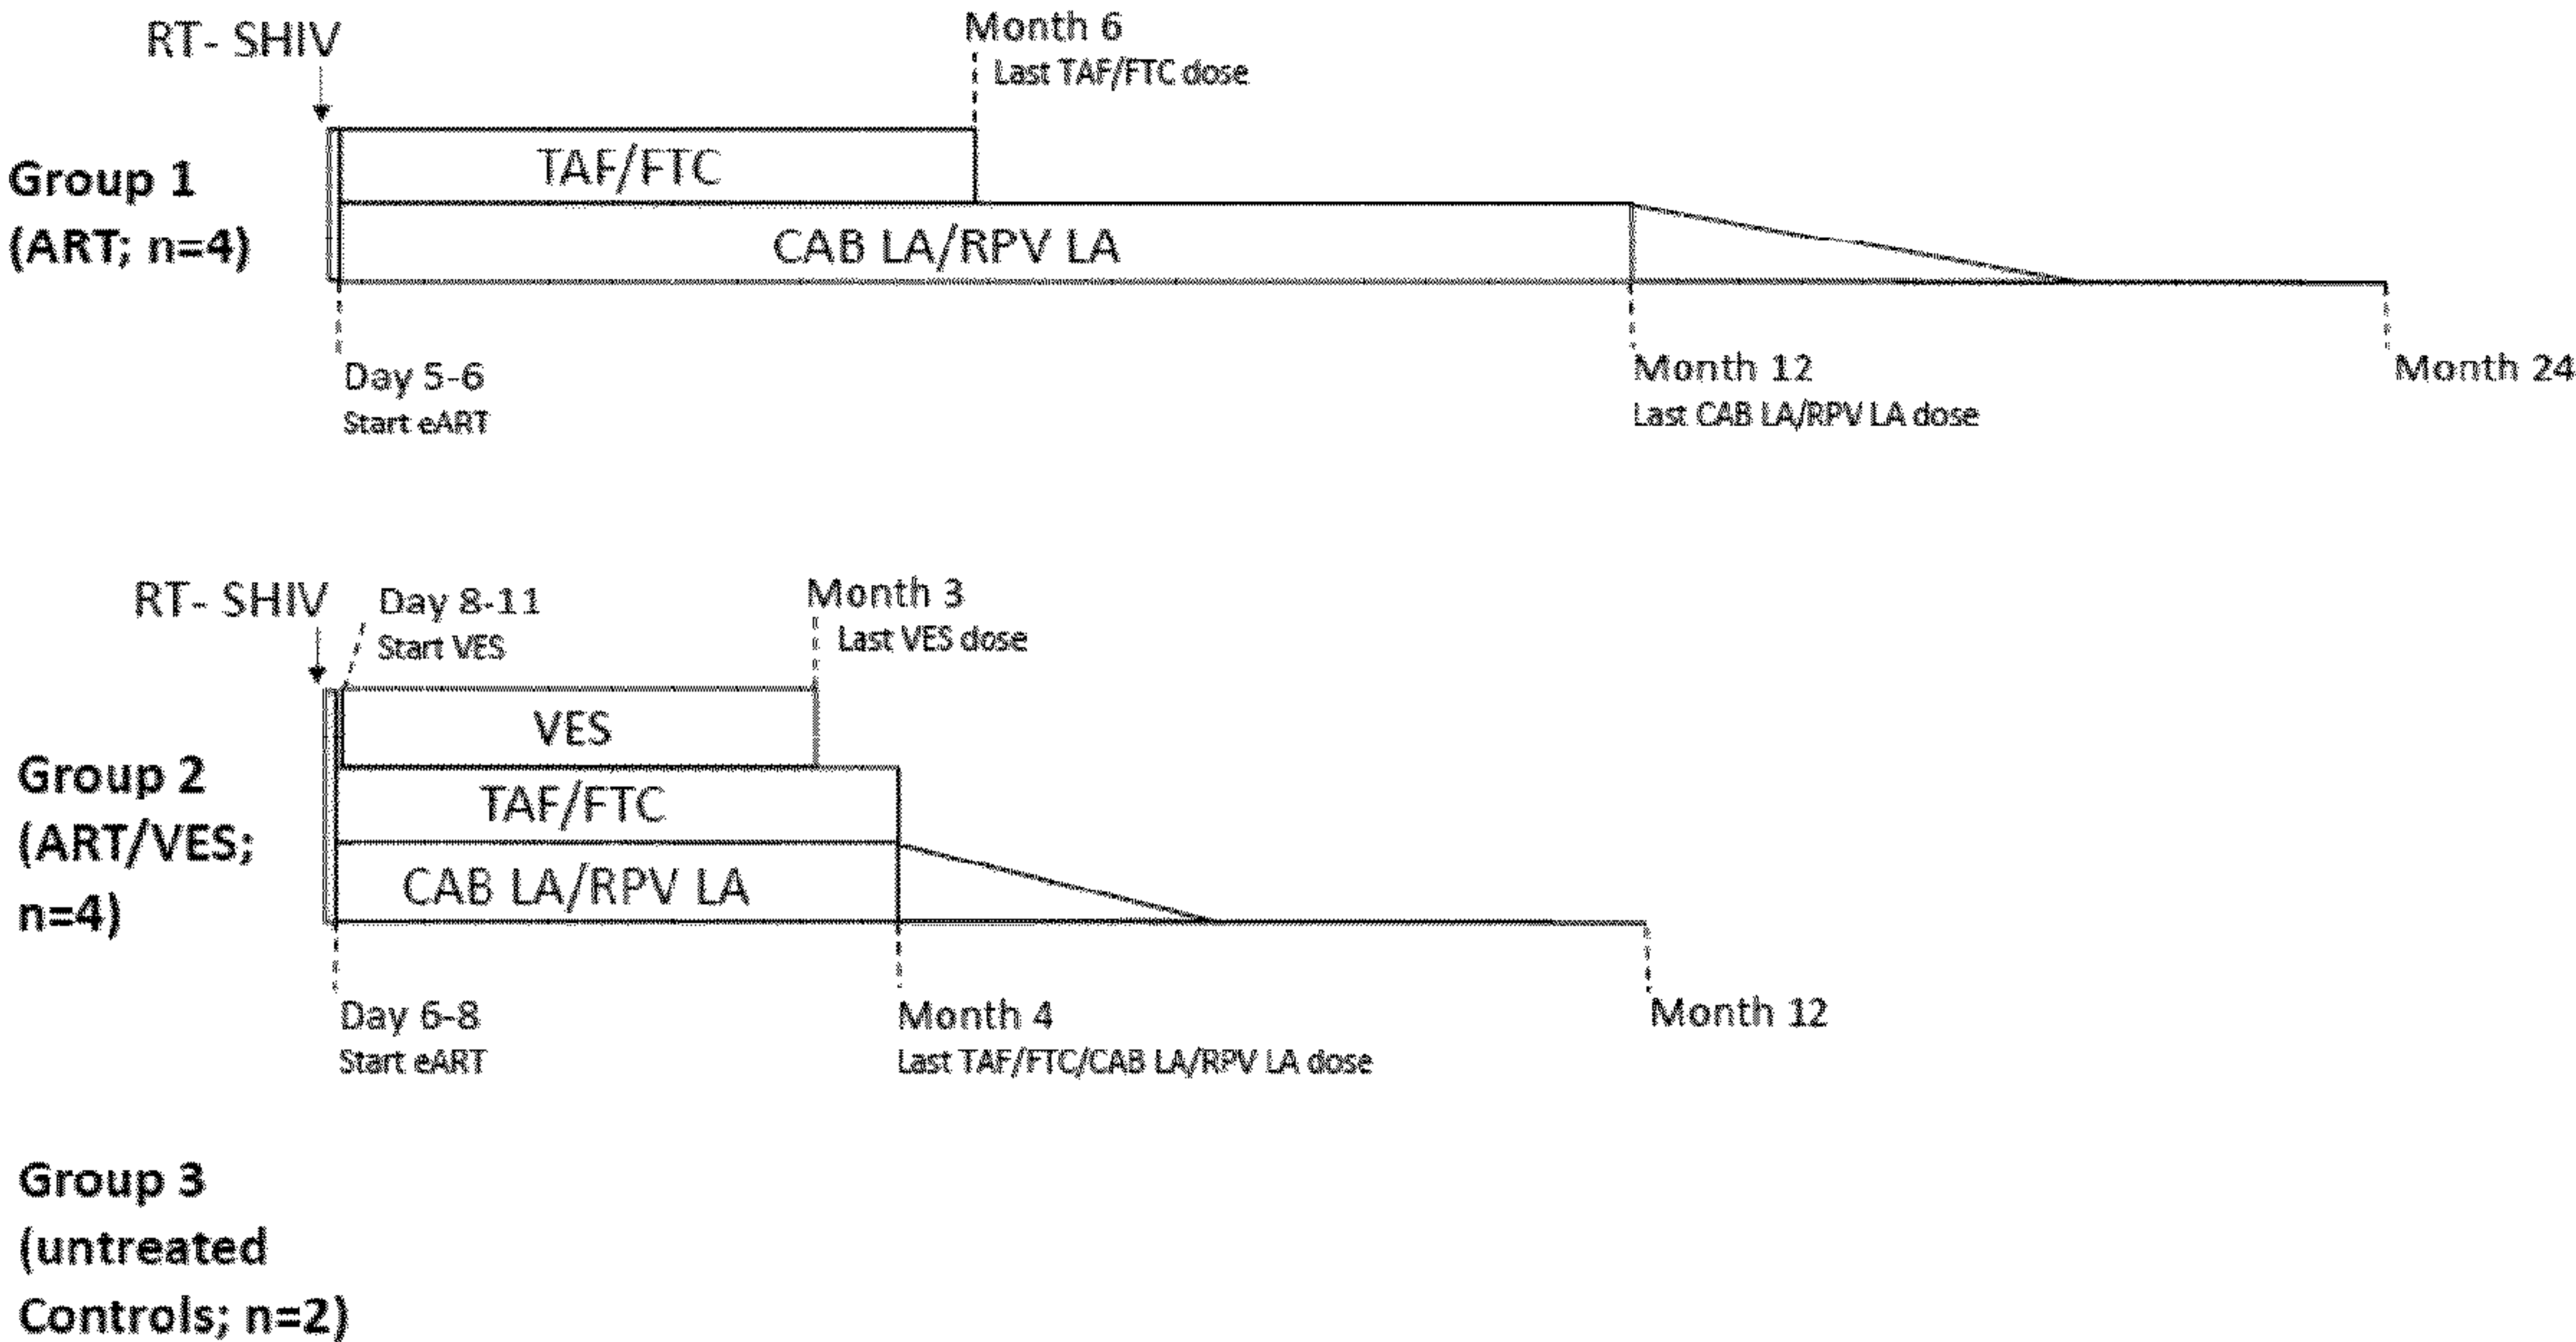 RT- SHIV
Month 6
Last TAF/FTC dose
Group 1
(ART; n=4)
TAF/FTC
CAB LA/RPV LA
Day 5-6
Start eART
Month 12
Last CAB LA/RPV LA dose
Month 24
RT- SHIV
Day 8-11
Start VES
Month 3
Last VES dose
Group 2
(ART/VES;
n=4)
VES
TAF/FTC
CAB LA/RPV LA
Day 6-8
Start eART
Month 4
Last TAF/FTC/CAB LA/RPV LA dose
Month 12
Group 3
(untreated
Controls; n=2)